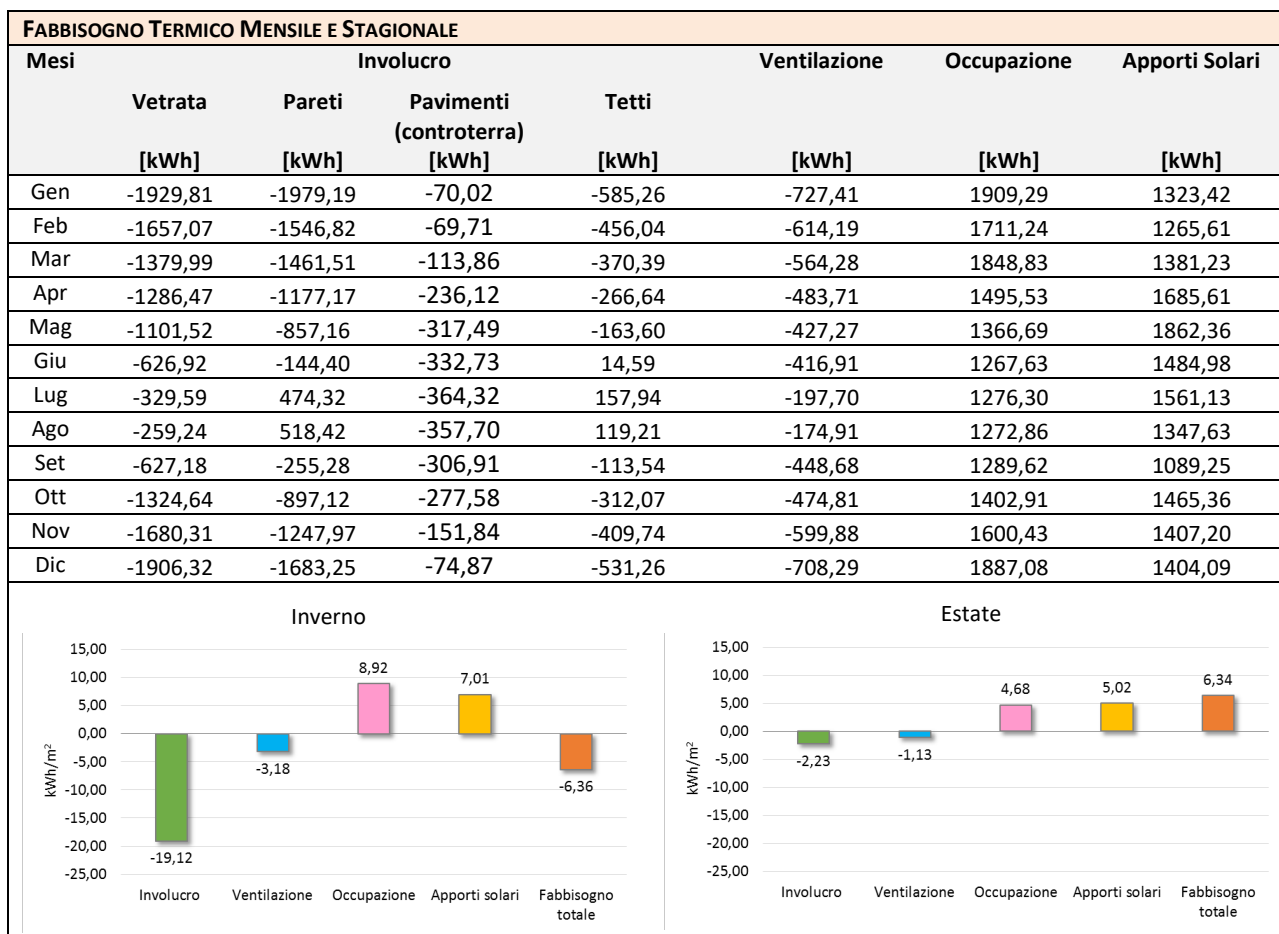 FABBISOGNO TERMICO MENSILE E STAGIONALE
Mesi Involucro Ventilazione Occupazione Apporti Solari
Vetrata Pareti Pavimenti Tetti
(controterra)
[kWh] [kWh] [kWh] [kWh] [kWh] [kWh] [kWh]
Gen -1929,81 -1979,19 -70,02 -585,26 -727,41 1909,29 1323,42
Feb -1657,07 -1546,82 -69,71 -456,04 -614,19 1711,24 1265,61
Mar -1379,99 -1461,51 -113,86 -370,39 -564,28 1848,83 1381,23
Apr -1286,47 -1177,17 -236,12 -266,64 -483,71 1495,53 1685,61
Mag -1101,52 -857,16 -317,49 -163,60 -427,27 1366,69 1862,36
Giu -626,92 -144,40 -332,73 14,59 -416,91 1267,63 1484,98
Lug -329,59 474,32 -364,32 157,94 -197,70 1276,30 1561,13
Ago -259,24 518,42 -357,70 119,21 -174,91 1272,86 1347,63
Set -627,18 -255,28 -306,91 -113,54 -448,68 1289,62 1089,25
Ott -1324,64 -897,12 -277,58 -312,07 -474,81 1402,91 1465,36
Nov -1680,31 -1247,97 -151,84 -409,74 -599,88 1600,43 1407,20
Dic -1906,32 -1683,25 -74,87 -531,26 -708,29 1887,08 1404,09
Inverno
kWh/m²
15,00
10,00
5,00
0,00
-5,00
-10,00
-15,00
-20,00
-25,00
-19,12
-3,18
8,92
7,01
-6,36
Involucro Ventilazione Occupazione Apporti solari Fabbisogno
totale
Estate
kWh/m²
15,00
10,00
5,00
0,00
-5,00
-10,00
-15,00
-20,00
-25,00
-2,23
-1,13
4,68
5,02
6,34
Involucro Ventilazione Occupazione Apporti solari Fabbisogno
totale